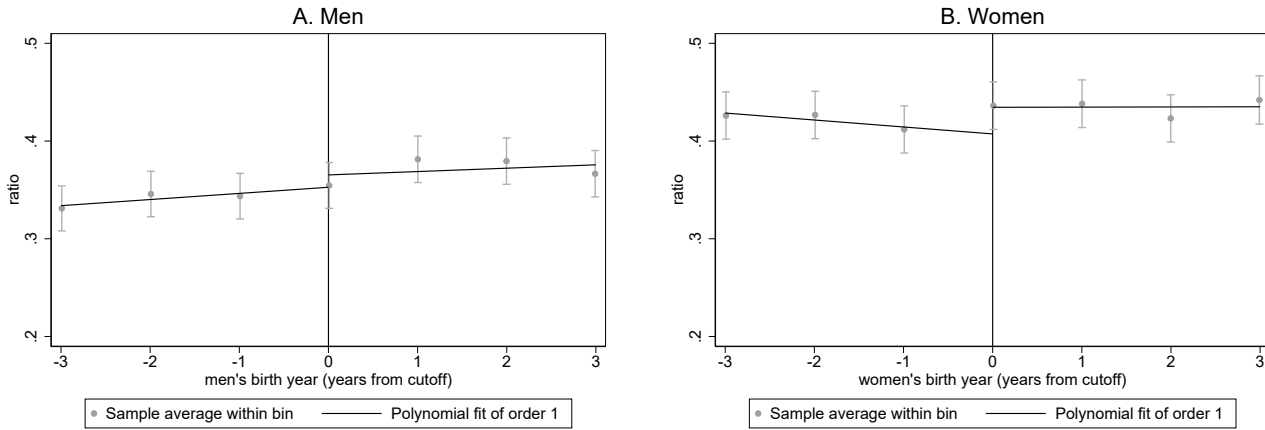 A. Men
.5
.4
.3
.2
ratio
-3 -2 -1 0 1 2 3
men's birth year (years from cutoff)
Sample average within bin Polynomial fit of order 1
B. Women
.5
.4
.3
.2
ratio
-3 -2 -1 0 1 2 3
women's birth year (years from cutoff)
Sample average within bin Polynomial fit of order 1